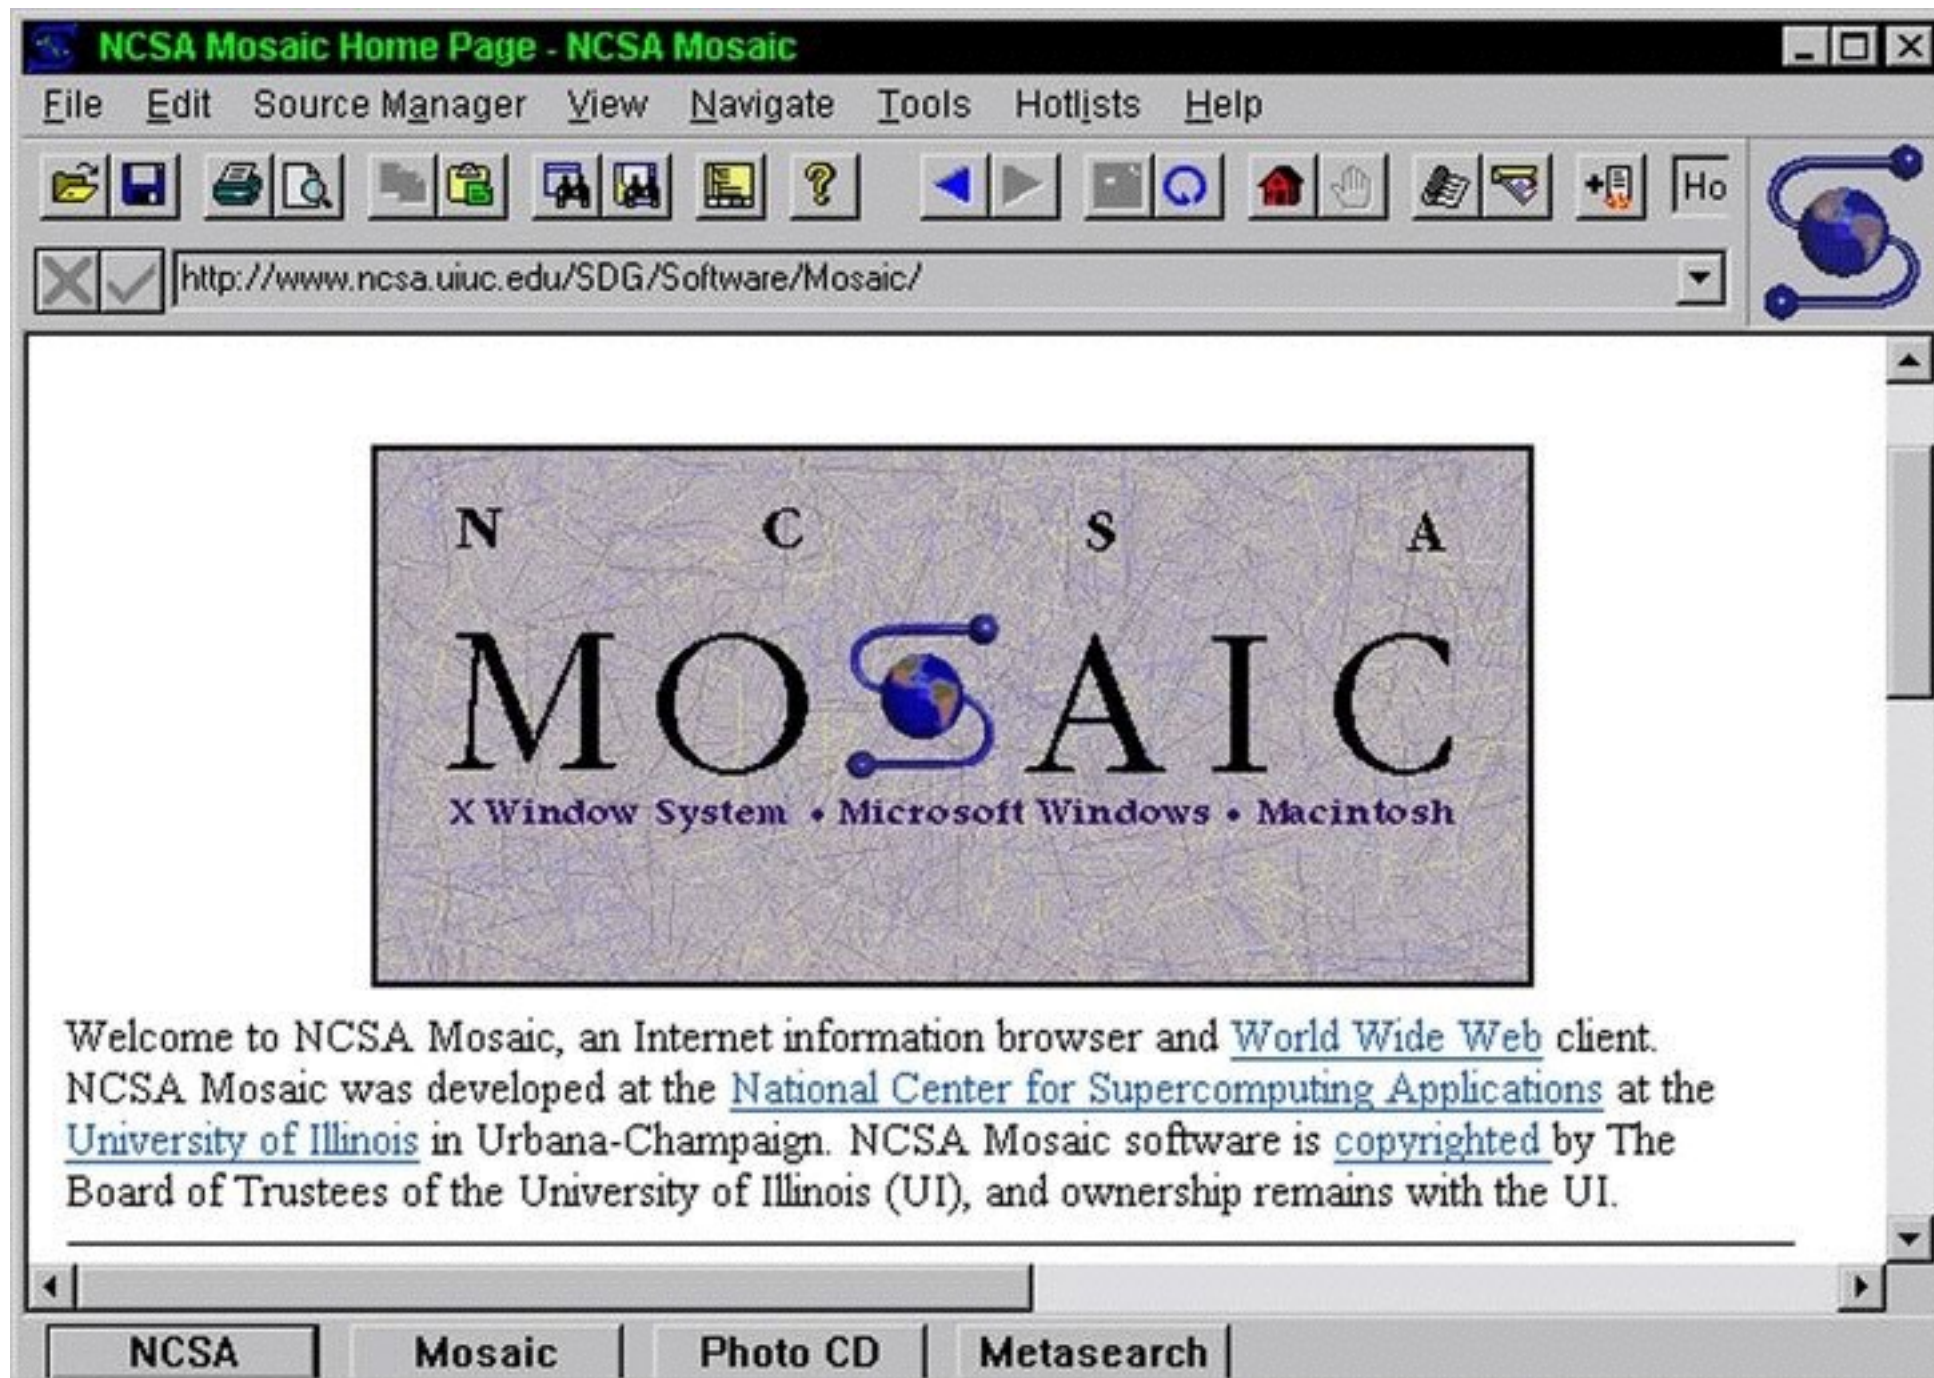 NCSA Mosaic Home Page - NCSA Mosaic
File Edit Source Manager View Navigate Tools Hotlists Help
Ho
http://www.ncsa.uiuc.edu/SDG/Software/Mosaic/
N C S A
MOSAIC
X Window System • Microsoft Windows • Macintosh
Welcome to NCSA Mosaic, an Internet information browser and World Wide Web client.
NCSA Mosaic was developed at the National Center for Supercomputing Applications at the
University of Illinois in Urbana-Champaign. NCSA Mosaic software is copyrighted by The
Board of Trustees of the University of Illinois (UI), and ownership remains with the UI.
NCSA Mosaic Photo CD Metasearch